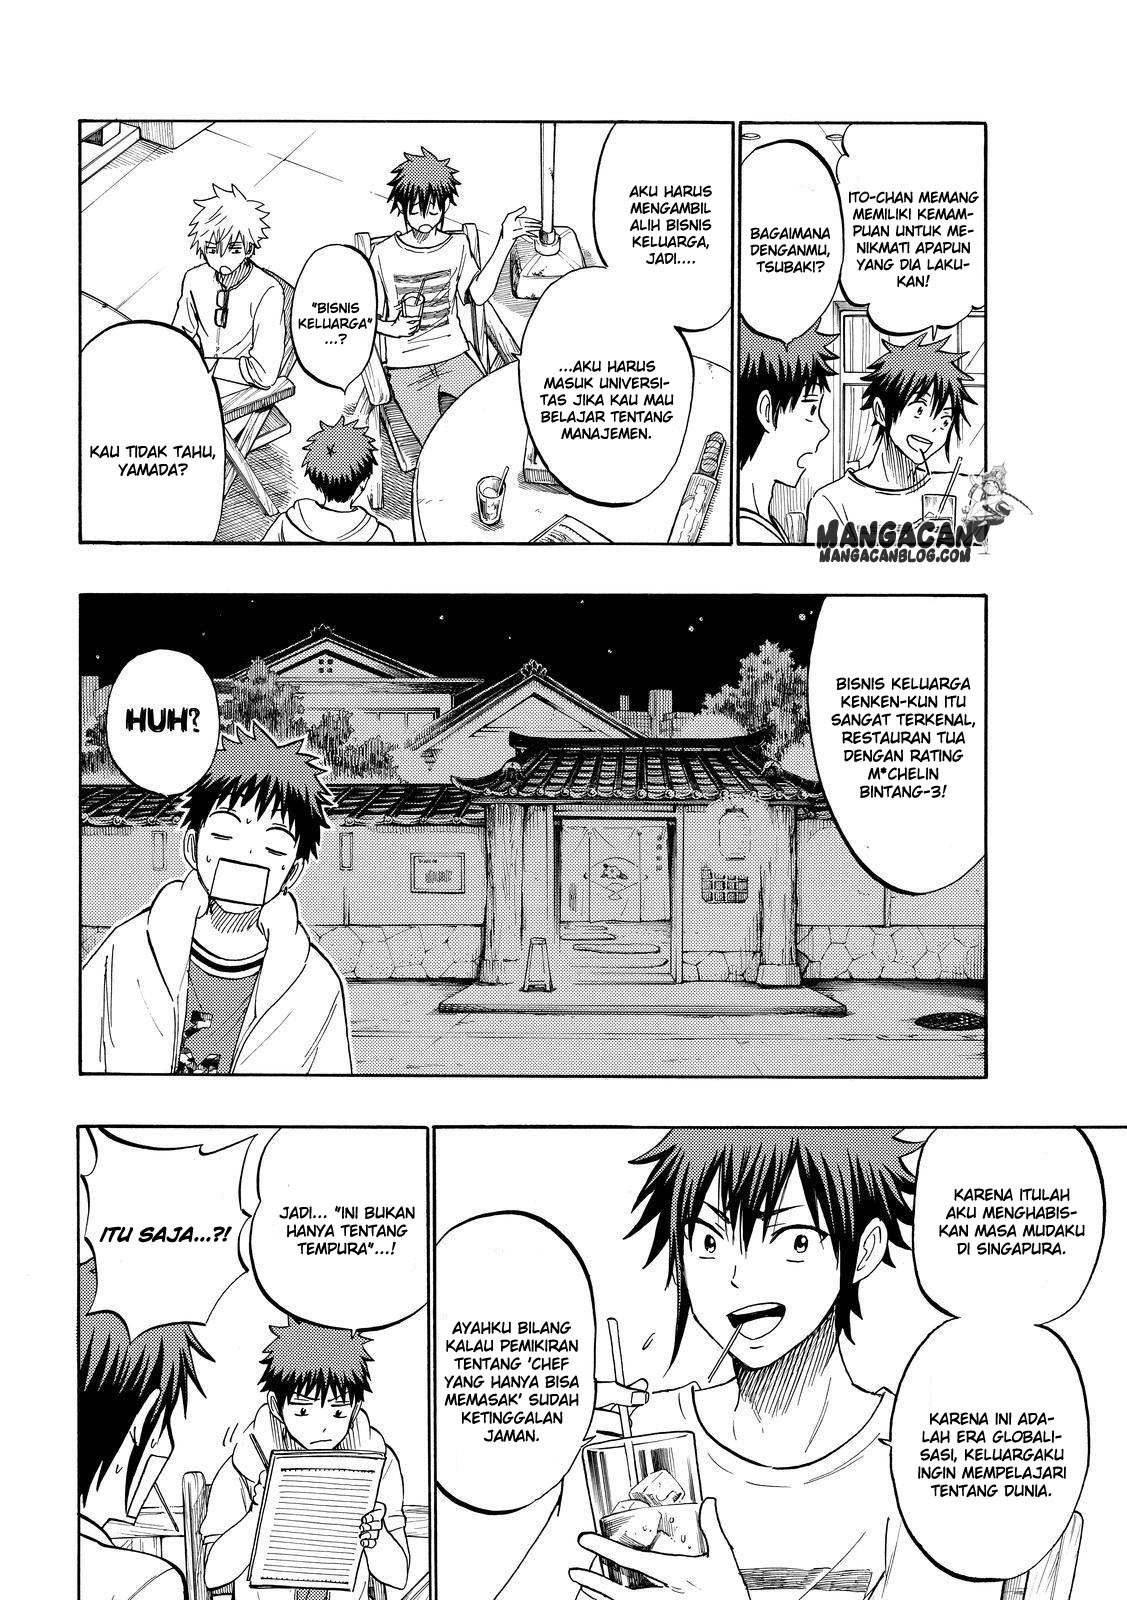 ITO-CHAN MEMANG
MEMILIKI KEMAM-
PUAN UNTUK ME-
NIKMATI APAPUN
YANG DIA LAKU-
KAN!
BAGAIMANA
DENGANMU,
TSUBAKI?
AKU HARUS
MENGAMBIL
ALIH BISNIS
KELUARGA,
JADI....
...AKU HARUS
MASUK UNIVERSI-
TAS JIKA KAU MAU
BELAJAR TENTANG
MANAJEMEN.
"BISNIS
KELUARGA"
...?
KAU TIDAK TAHU,
YAMADA?
MANGACAN
MANGACANBLOG.COM
BISNIS KELUARGA
KENKEN-KUN ITU
SANGAT TERKENAL,
RESTAURAN TUA
DENGAN RATING
M*CHELIN
BINTANG-3!
HUH?
KARENA ITULAH
AKU MENGHABIS-
KAN MASA MUDAKU
DI SINGAPURA.
KARENA INI ADA-
LAH ERA GLOBALI-
SASI, KELUARGAKU
INGIN MEMPELAJARI
TENTANG DUNIA.
AYAHKU BILANG
KALAU PEMIKIRAN
TENTANG 'CHEF
YANG HANYA BISA
MEMASAK' SUDAH
KETINGGALAN
JAMAN.
JADI... "INI BUKAN
HANYA TENTANG
TEMPURA"...!
ITU SAJA...?!